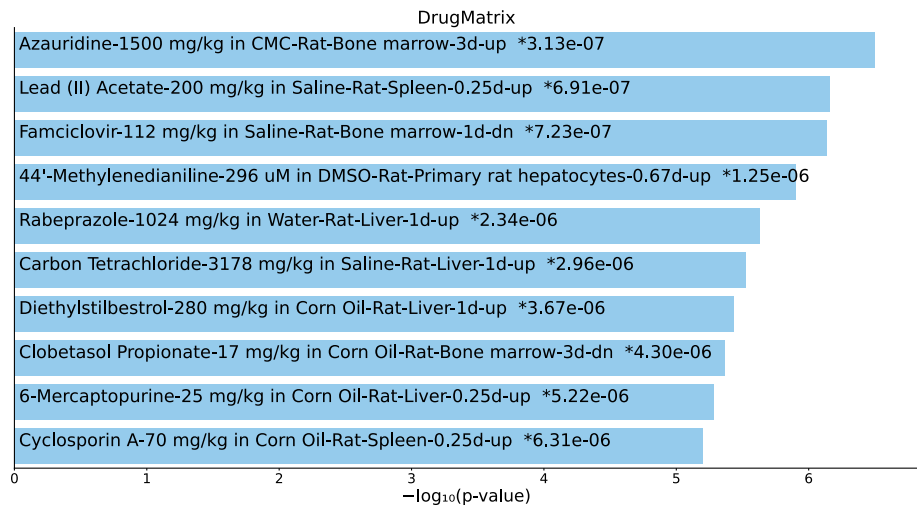 DrugMatrix
Azauridine-1500 mg/kg in CMC-Rat-Bone marrow-3d-up *3.13e-07
Lead (II) Acetate-200 mg/kg in Saline-Rat-Spleen-0.25d-up *6.91e-07
Famciclovir-112 mg/kg in Saline-Rat-Bone marrow-1d-dn *7.23e-07
44'-Methylenedianiline-296 uM in DMSO-Rat-Primary rat hepatocytes-0.67d-up *1.25e-06
Rabeprazole-1024 mg/kg in Water-Rat-Liver-1d-up *2.34e-06
Carbon Tetrachloride-3178 mg/kg in Saline-Rat-Liver-1d-up *2.96e-06
Diethylstilbestrol-280 mg/kg in Corn Oil-Rat-Liver-1d-up *3.67e-06
Clobetasol Propionate-17 mg/kg in Corn Oil-Rat-Bone marrow-3d-dn *4.30e-06
6-Mercaptopurine-25 mg/kg in Corn Oil-Rat-Liver-0.25d-up *5.22e-06
Cyclosporin A-70 mg/kg in Corn Oil-Rat-Spleen-0.25d-up *6.31e-06
0 1 2 3 4 5 6
−log₁₀(p-value)